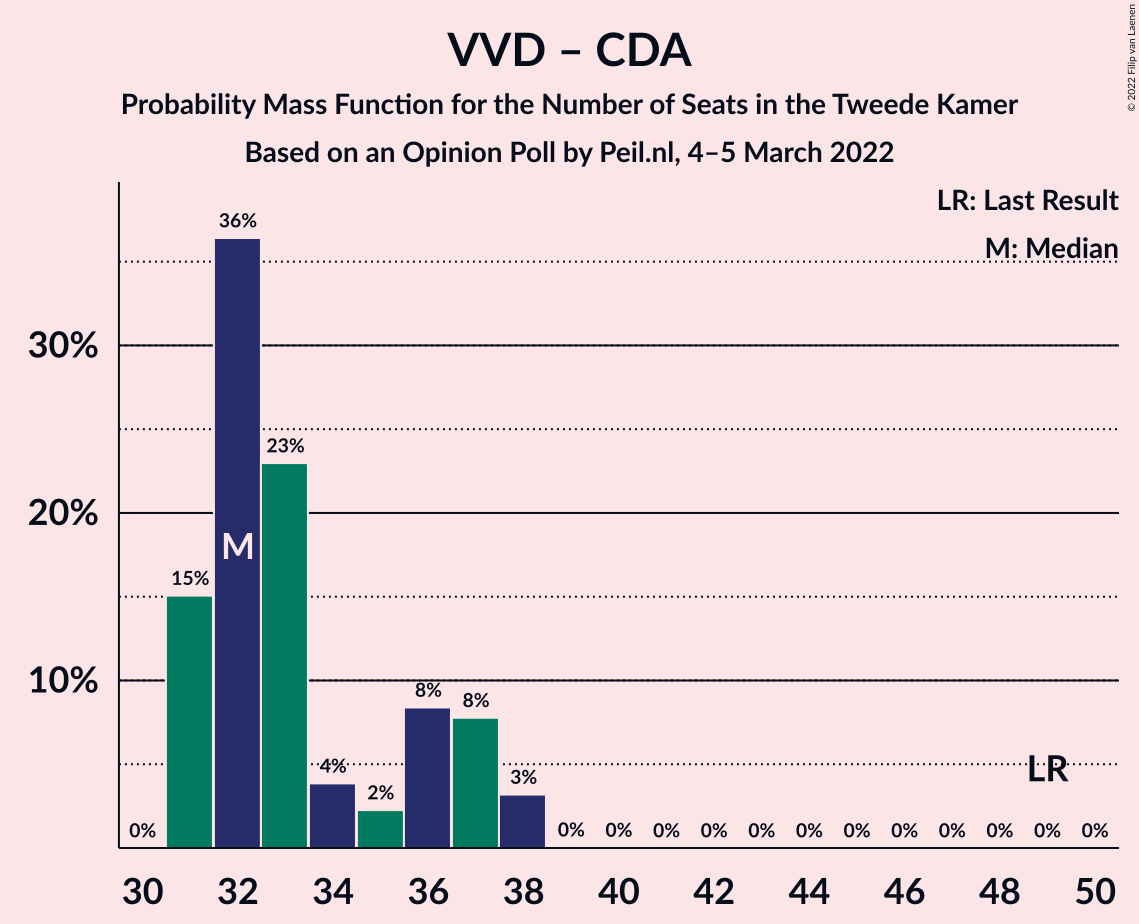 VVD – CDA
Probability Mass Function for the Number of Seats in the Tweede Kamer
Based on an Opinion Poll by Peil.nl, 4–5 March 2022
© 2022 Filip van Laenen
LR: Last Result
M: Median
36%
30%
23%
20%
M
15%
10%
8%
8%
4%
2%
3%
LR
0%
0% 0% 0% 0% 0% 0% 0% 0% 0% 0% 0% 0%
30 32 34 36 38 40 42 44 46 48 50